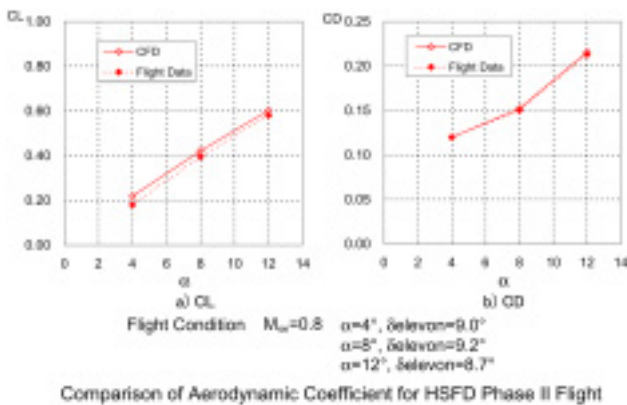 CL
1.00
0.80
0.60
0.40
0.20
0.00
CFD
Flight Data
0 2 4 6 8 10 12 14
α
a) CL
CD
0.25
0.20
0.15
0.10
0.05
0.00
CFD
Flight Data
0 2 4 6 8 10 12 14
α
b) CD
Flight Condition M∞=0.8 α=4°, δelevon=9.0°
α=8°, δelevon=9.2°
α=12°, δelevon=8.7°
Comparison of Aerodynamic Coefficient for HSFD Phase II Flight